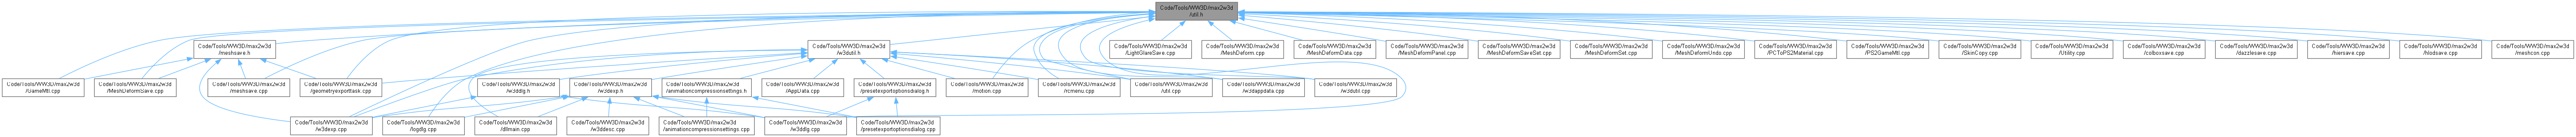 Code/Tools/WW3D/max2w3d
/util.h
Code/Tools/WW3D/max2w3d
/meshsave.h
Code/Tools/WW3D/max2w3d
/w3dutil.h
Code/Tools/WW3D/max2w3d
/LightGlareSave.cpp
Code/Tools/WW3D/max2w3d
/MeshDeform.cpp
Code/Tools/WW3D/max2w3d
/MeshDeformData.cpp
Code/Tools/WW3D/max2w3d
/MeshDeformPanel.cpp
Code/Tools/WW3D/max2w3d
/MeshDeformSaveSet.cpp
Code/Tools/WW3D/max2w3d
/MeshDeformSet.cpp
Code/Tools/WW3D/max2w3d
/MeshDeformUndo.cpp
Code/Tools/WW3D/max2w3d
/PCToPS2Material.cpp
Code/Tools/WW3D/max2w3d
/PS2GameMtl.cpp
Code/Tools/WW3D/max2w3d
/SkinCopy.cpp
Code/Tools/WW3D/max2w3d
/Utility.cpp
Code/Tools/WW3D/max2w3d
/colboxsave.cpp
Code/Tools/WW3D/max2w3d
/dazzlesave.cpp
Code/Tools/WW3D/max2w3d
/hiersave.cpp
Code/Tools/WW3D/max2w3d
/hlodsave.cpp
Code/Tools/WW3D/max2w3d
/meshcon.cpp
Code/Tools/WW3D/max2w3d
/GameMtl.cpp
Code/Tools/WW3D/max2w3d
/MeshDeformSave.cpp
Code/Tools/WW3D/max2w3d
/meshsave.cpp
Code/Tools/WW3D/max2w3d
/geometryexporttask.cpp
Code/Tools/WW3D/max2w3d
/w3ddlg.h
Code/Tools/WW3D/max2w3d
/w3dexp.h
Code/Tools/WW3D/max2w3d
/animationcompressionsettings.h
Code/Tools/WW3D/max2w3d
/AppData.cpp
Code/Tools/WW3D/max2w3d
/presetexportoptionsdialog.h
Code/Tools/WW3D/max2w3d
/motion.cpp
Code/Tools/WW3D/max2w3d
/rcmenu.cpp
Code/Tools/WW3D/max2w3d
/util.cpp
Code/Tools/WW3D/max2w3d
/w3dappdata.cpp
Code/Tools/WW3D/max2w3d
/w3dutil.cpp
Code/Tools/WW3D/max2w3d
/w3dexp.cpp
Code/Tools/WW3D/max2w3d
/logdlg.cpp
Code/Tools/WW3D/max2w3d
/dllmain.cpp
Code/Tools/WW3D/max2w3d
/w3ddesc.cpp
Code/Tools/WW3D/max2w3d
/animationcompressionsettings.cpp
Code/Tools/WW3D/max2w3d
/w3ddlg.cpp
Code/Tools/WW3D/max2w3d
/presetexportoptionsdialog.cpp